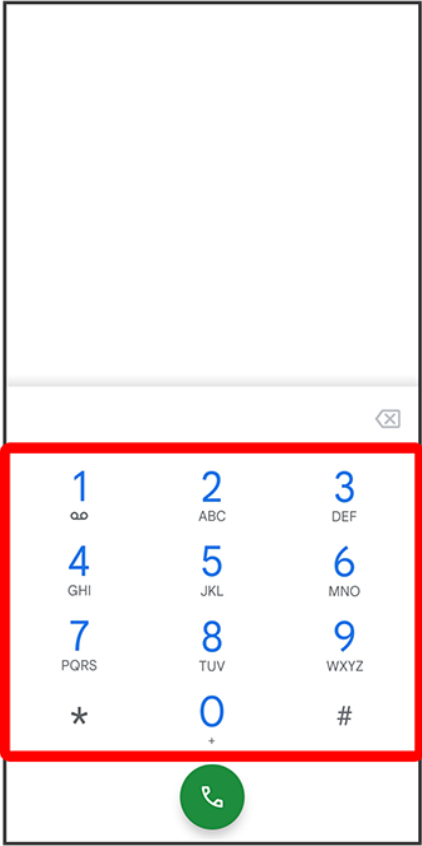 1 2 3
ABC DEF
4 5 6
GHI JKL MNO
7 8 9
PQRS TUV WXYZ
* 0 #
+